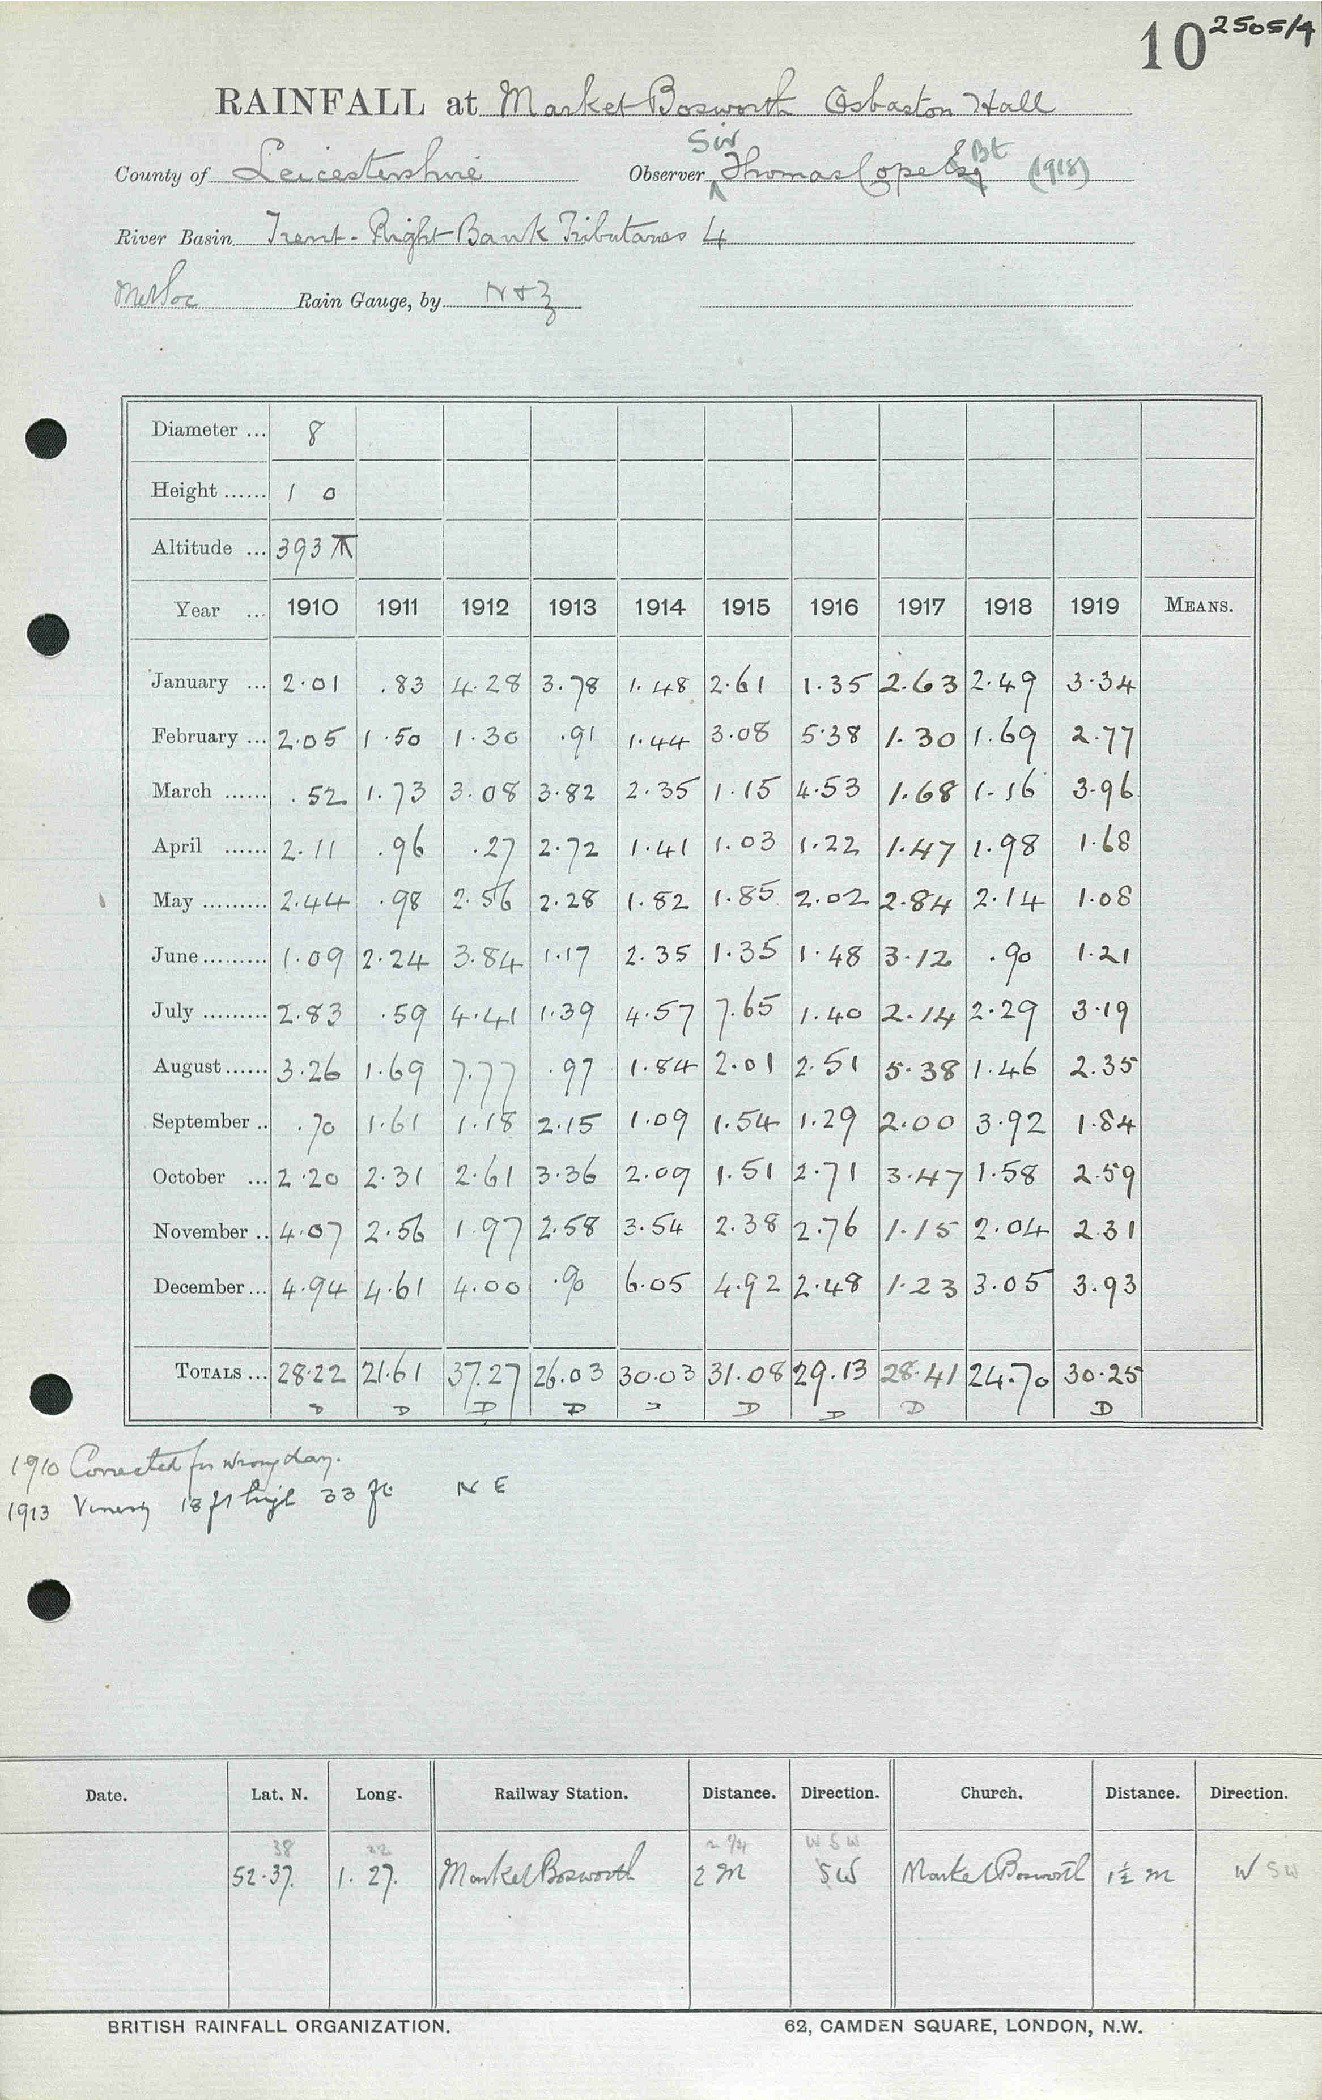 10 2505/4
RAINFALL at Market Bosworth Osbaston Hall
County of Leicestershire Observer Sir Thomas Cope Esq Bt (1918)
River Basin Trent - Right Bank Tributaries 4
Met Soc Rain Gauge, by N & Z
Diameter ... 8
Height ...... 1 0
Altitude ... 393
Year ... 1910 1911 1912 1913 1914 1915 1916 1917 1918 1919 MEANS.
January ... 2.01 .83 4.28 3.78 1.48 2.61 1.35 2.63 2.49 3.34
February ... 2.05 1.50 1.30 .91 1.44 3.08 5.38 1.30 1.69 2.77
March ...... .52 1.73 3.08 3.82 2.35 1.15 4.53 1.68 1.16 3.96
April ...... 2.11 .96 .27 2.72 1.41 1.03 1.22 1.47 1.98 1.68
May ......... 2.44 .98 2.56 2.28 1.82 1.85 2.02 2.84 2.14 1.08
June ......... 1.09 2.24 3.84 1.17 2.35 1.35 1.48 3.12 .90 1.21
July ......... 2.83 .59 4.41 1.39 4.57 7.65 1.40 2.14 2.29 3.19
August ...... 3.26 1.69 7.77 .97 1.84 2.01 2.51 5.38 1.46 2.35
September .. .70 1.61 1.18 2.15 1.09 1.54 1.29 2.00 3.92 1.84
October ... 2.20 2.31 2.61 3.36 2.09 1.51 2.71 3.47 1.58 2.59
November .. 4.07 2.56 1.97 2.58 3.54 2.38 2.76 1.15 2.04 2.31
December ... 4.94 4.61 4.00 .90 6.05 4.92 2.48 1.23 3.05 3.93
TOTALS ... 28.22 21.61 37.27 26.03 30.03 31.08 29.13 28.41 24.70 30.25
D D D D D D D D D
1910 Corrected for wrong day.
1913 Vinery 18 ft high 33 ft N E
Date. Lat. N. Long. Railway Station. Distance. Direction. Church. Distance. Direction.
38 22 2 1/4 W S W
52.37. 1. 27. Market Bosworth 2 m SW Market Bosworth 1½ m W S W
BRITISH RAINFALL ORGANIZATION. 62, CAMDEN SQUARE, LONDON, N.W.